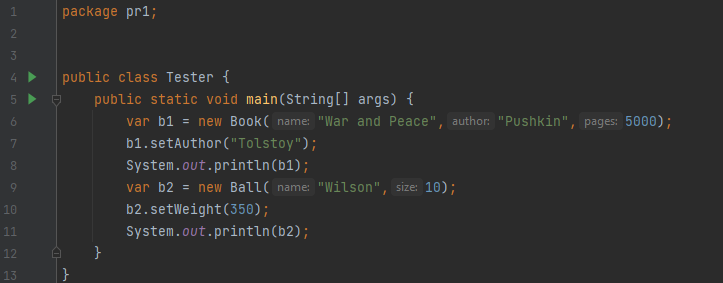 1 package pr1;
2
3
4 public class Tester {
5 public static void main(String[] args) {
6 var b1 = new Book( name: "War and Peace", author: "Pushkin", pages: 5000);
7 b1.setAuthor("Tolstoy");
8 System.out.println(b1);
9 var b2 = new Ball( name: "Wilson", size: 10);
10 b2.setWeight(350);
11 System.out.println(b2);
12 }
13 }